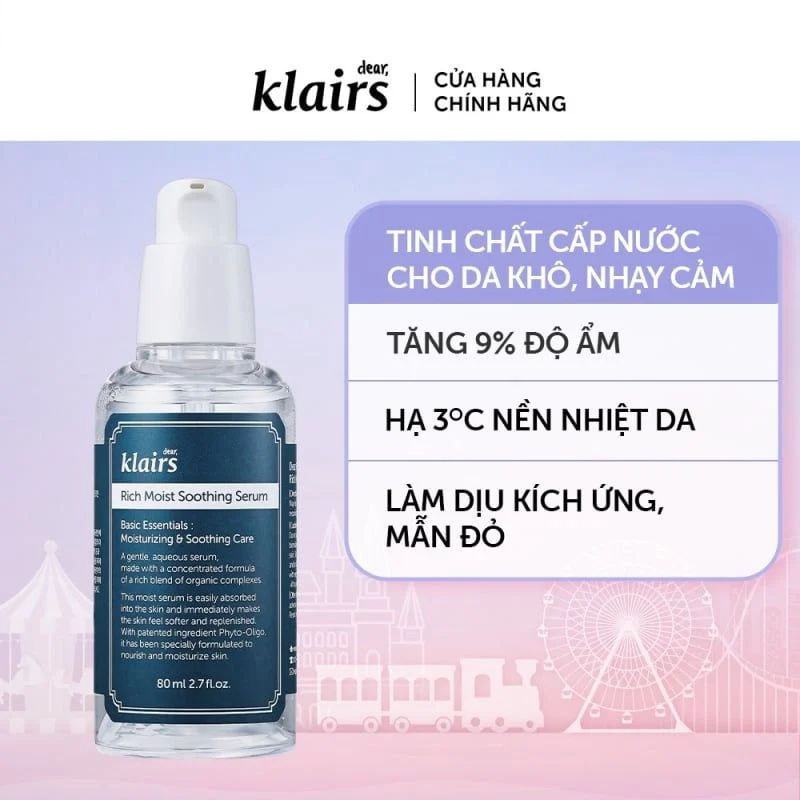 dear,
klairs
CỬA HÀNG
CHÍNH HÃNG
TINH CHẤT CẤP NƯỚC
CHO DA KHÔ, NHẠY CẢM
TĂNG 9% ĐỘ ẨM
HẠ 3°C NỀN NHIỆT DA
LÀM DỊU KÍCH ỨNG,
MẪN ĐỎ
dear,
klairs
Rich Moist Soothing Serum
Basic Essentials :
Moisturizing & Soothing Care
A gentle, aqueous serum,
made with a concentrated formula
of a rich blend of organic complexes.
This moist serum is easily absorbed
into the skin and immediately makes
the skin feel softer and replenished.
With patented ingredient Phyto-Oligo,
it has been specially formulated to
nourish and moisturize skin.
80 ml 2.7 fl.oz.